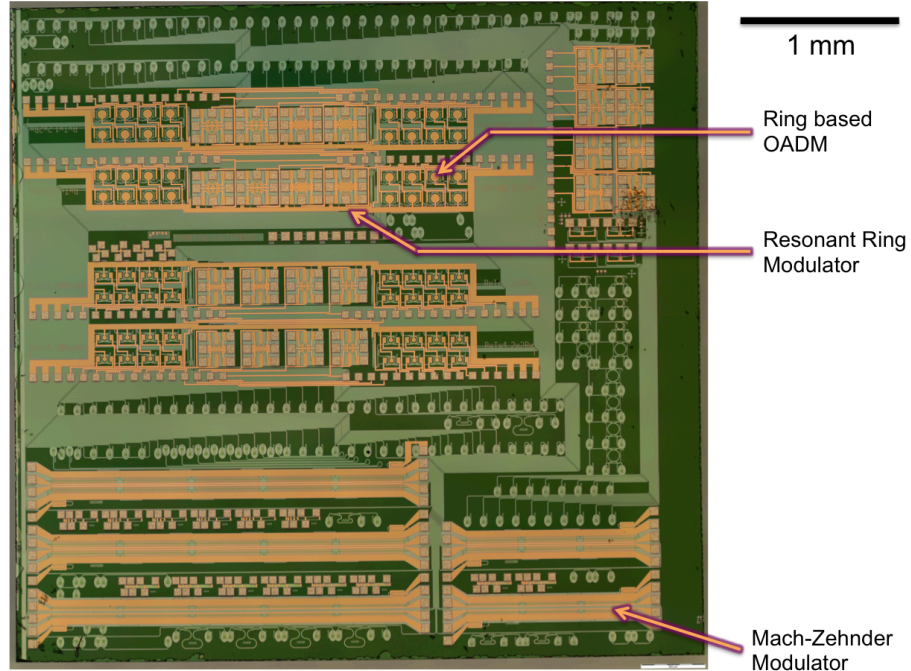 1 mm
Ring based
OADM
Resonant Ring
Modulator
Mach-Zehnder
Modulator